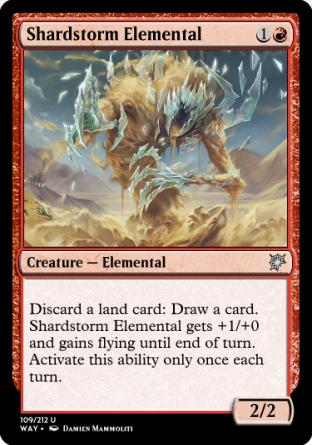 Shardstorm Elemental 1
Creature — Elemental
Discard a land card: Draw a card.
Shardstorm Elemental gets +1/+0
and gains flying until end of turn.
Activate this ability only once each
turn.
2/2
109/212 U
WAY • Damien Mammoliti